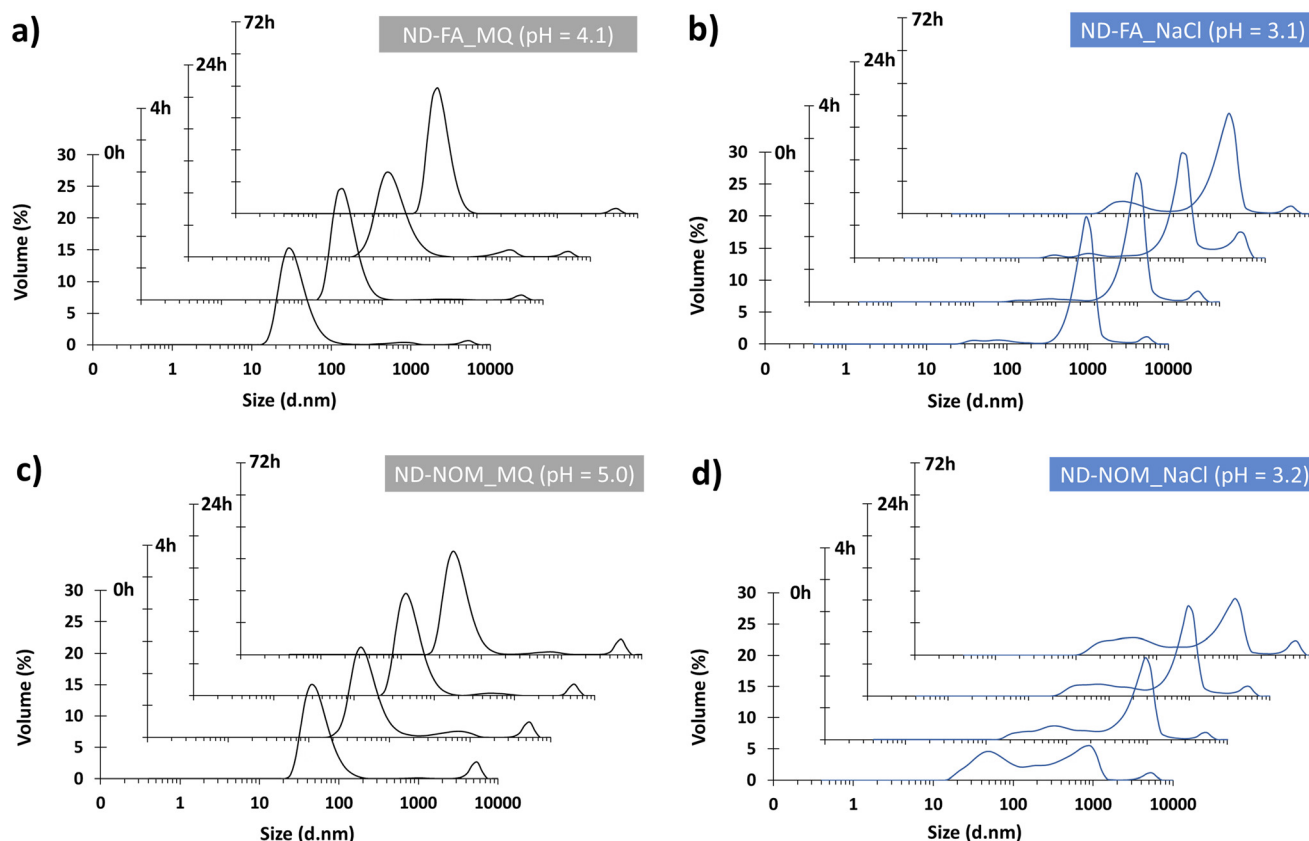 a)
72h
ND-FA_MQ (pH = 4.1)
24h
4h
0h
30
25
20
15
10
5
0
Volume (%)
0 1 10 100 1000 10000
Size (d.nm)
b)
72h
ND-FA_NaCl (pH = 3.1)
24h
4h
0h
30
25
20
15
10
5
0
Volume (%)
0 1 10 100 1000 10000
Size (d.nm)
c)
72h
ND-NOM_MQ (pH = 5.0)
24h
4h
0h
30
25
20
15
10
5
0
Volume (%)
0 1 10 100 1000 10000
Size (d.nm)
d)
72h
ND-NOM_NaCl (pH = 3.2)
24h
4h
0h
30
25
20
15
10
5
0
Volume (%)
0 1 10 100 1000 10000
Size (d.nm)